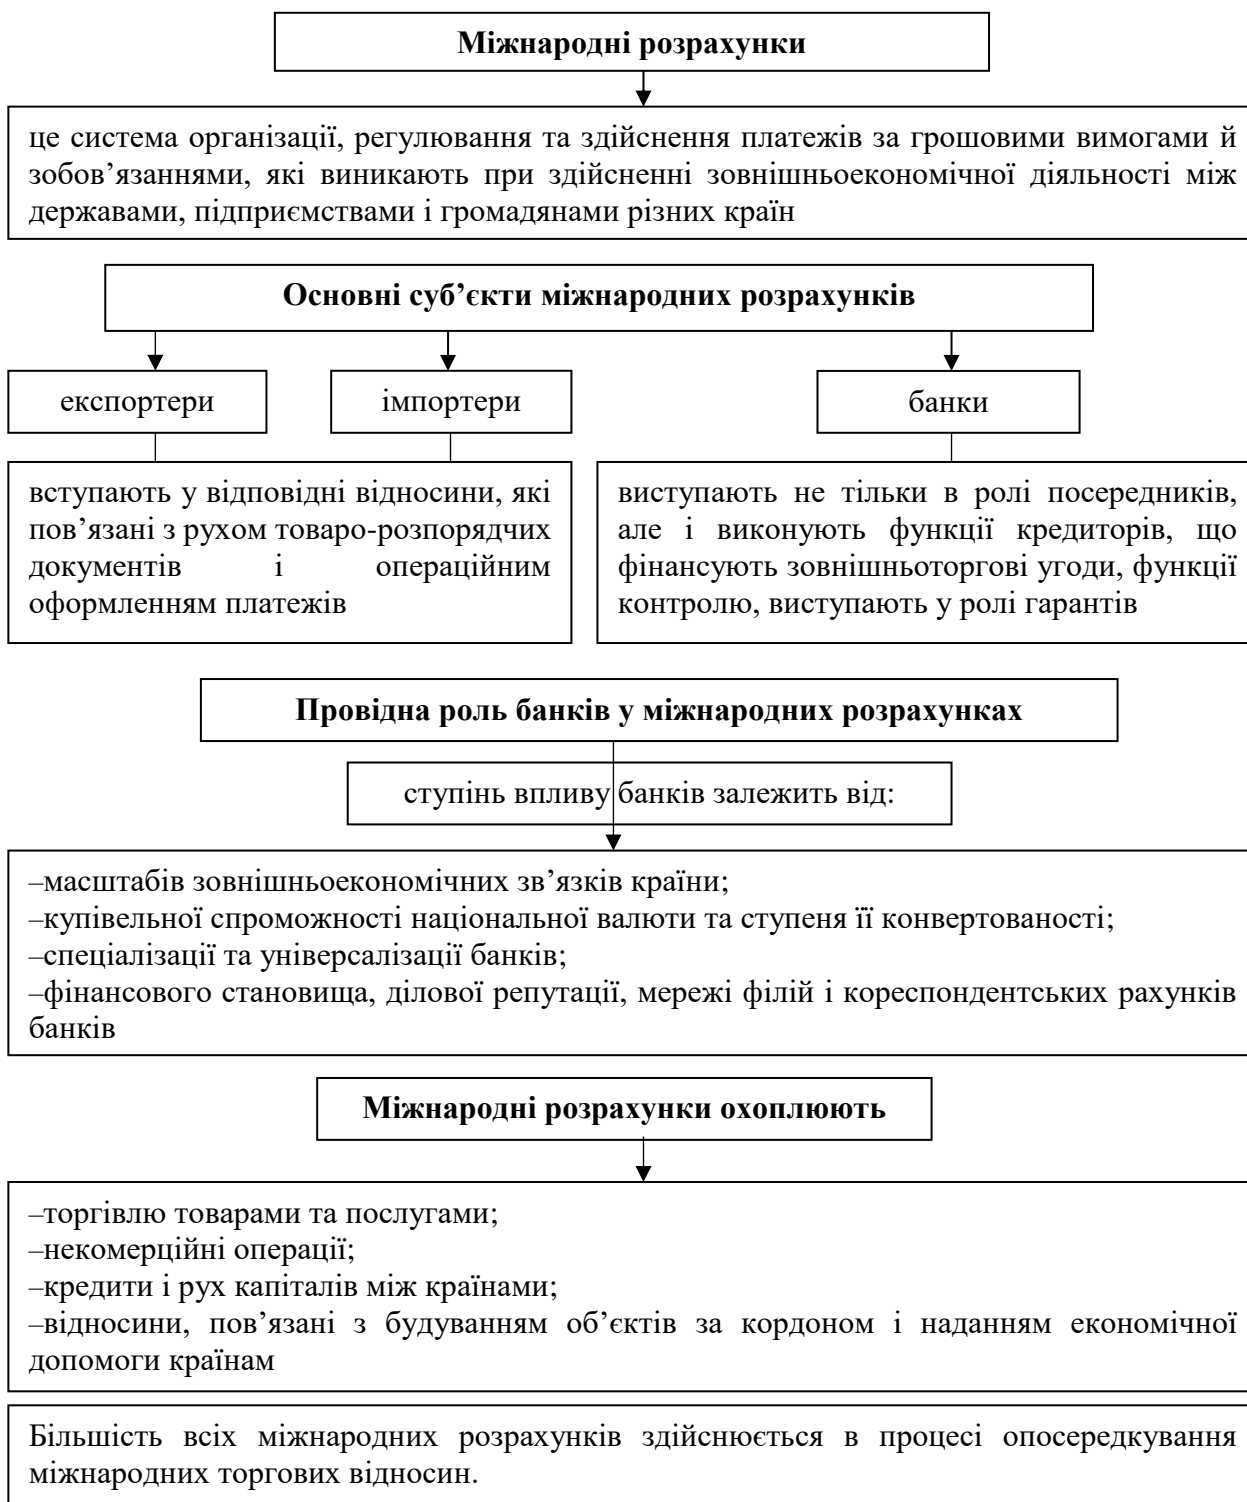 Міжнародні розрахунки
це система організації, регулювання та здійснення платежів за грошовими вимогами й
зобов’язаннями, які виникають при здійсненні зовнішньоекономічної діяльності між
державами, підприємствами і громадянами різних країн
Основні суб’єкти міжнародних розрахунків
експортери
імпортери
банки
вступають у відповідні відносини, які
пов’язані з рухом товаро-розпорядчих
документів і операційним
оформленням платежів
виступають не тільки в ролі посередників,
але і виконують функції кредиторів, що
фінансують зовнішньоторгові угоди, функції
контролю, виступають у ролі гарантів
Провідна роль банків у міжнародних розрахунках
ступінь впливу банків залежить від:
–масштабів зовнішньоекономічних зв’язків країни;
–купівельної спроможності національної валюти та ступеня її конвертованості;
–спеціалізації та універсалізації банків;
–фінансового становища, ділової репутації, мережі філій і кореспондентських рахунків
банків
Міжнародні розрахунки охоплюють
–торгівлю товарами та послугами;
–некомерційні операції;
–кредити і рух капіталів між країнами;
–відносини, пов’язані з будуванням об’єктів за кордоном і наданням економічної
допомоги країнам
Більшість всіх міжнародних розрахунків здійснюється в процесі опосередкування
міжнародних торгових відносин.